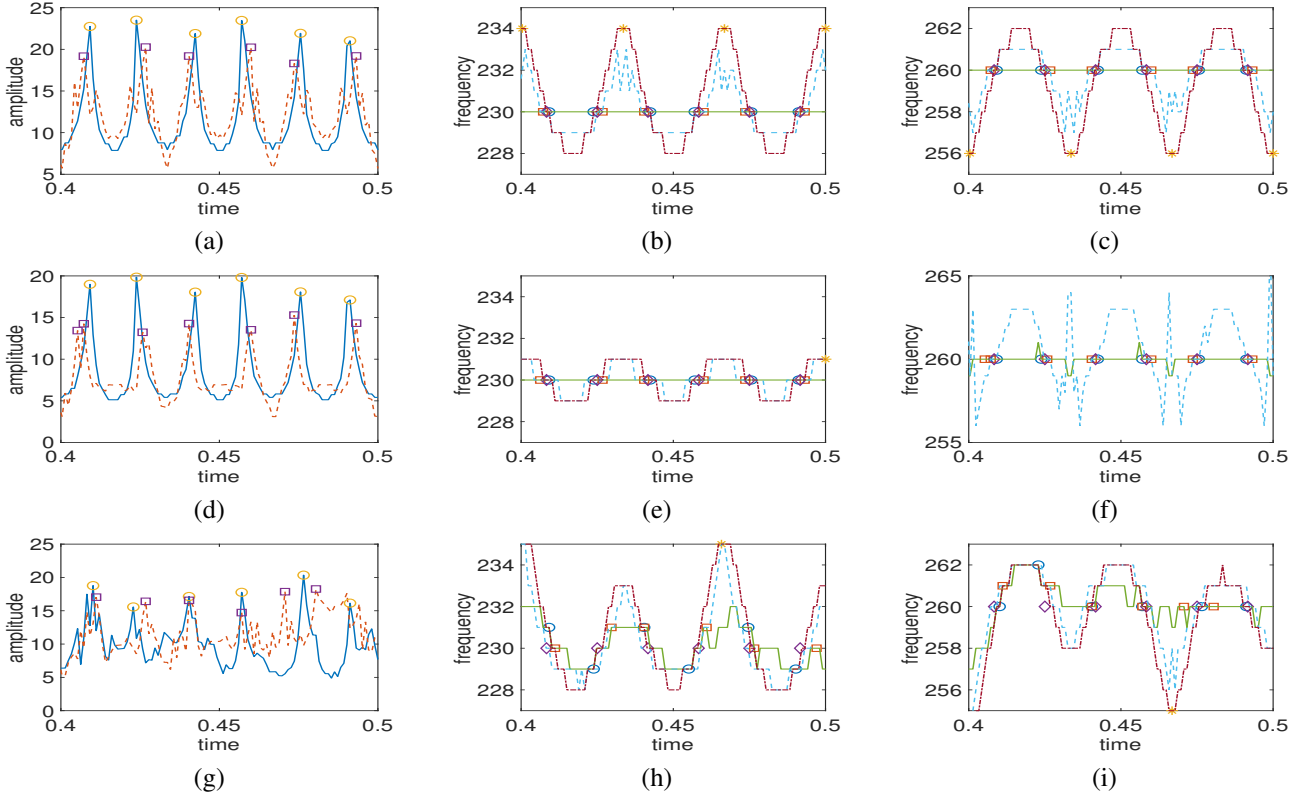 25
20
15
10
5
0.4
0.45
0.5
amplitude
time
(a)
234
232
230
228
0.4
0.45
0.5
frequency
time
(b)
262
260
258
256
0.4
0.45
0.5
frequency
time
(c)
20
15
10
5
0
0.4
0.45
0.5
amplitude
time
(d)
234
232
230
228
0.4
0.45
0.5
frequency
time
(e)
265
260
255
0.4
0.45
0.5
frequency
time
(f)
25
20
15
10
5
0
0.4
0.45
0.5
amplitude
time
(g)
234
232
230
228
0.4
0.45
0.5
frequency
time
(h)
262
260
258
256
0.4
0.45
0.5
frequency
time
(i)